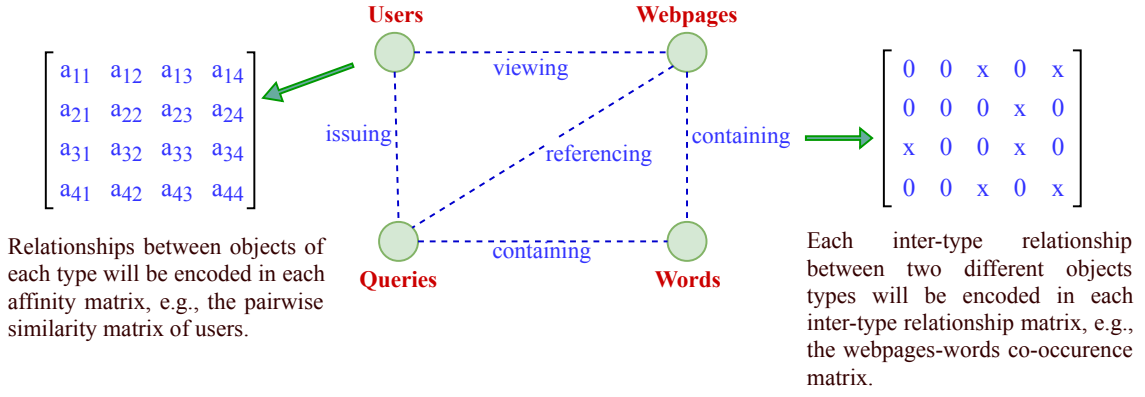 Users
Webpages
a11 a12 a13 a14
a21 a22 a23 a24
a31 a32 a33 a34
a41 a42 a43 a44
viewing
issuing
referencing
containing
containing
0 0 x 0 x
0 0 0 x 0
x 0 0 x 0
0 0 x 0 x
Queries
Words
Relationships between objects of
each type will be encoded in each
affinity matrix, e.g., the pairwise
similarity matrix of users.
Each inter-type relationship
between two different objects
types will be encoded in each
inter-type relationship matrix, e.g.,
the webpages-words co-occurence
matrix.